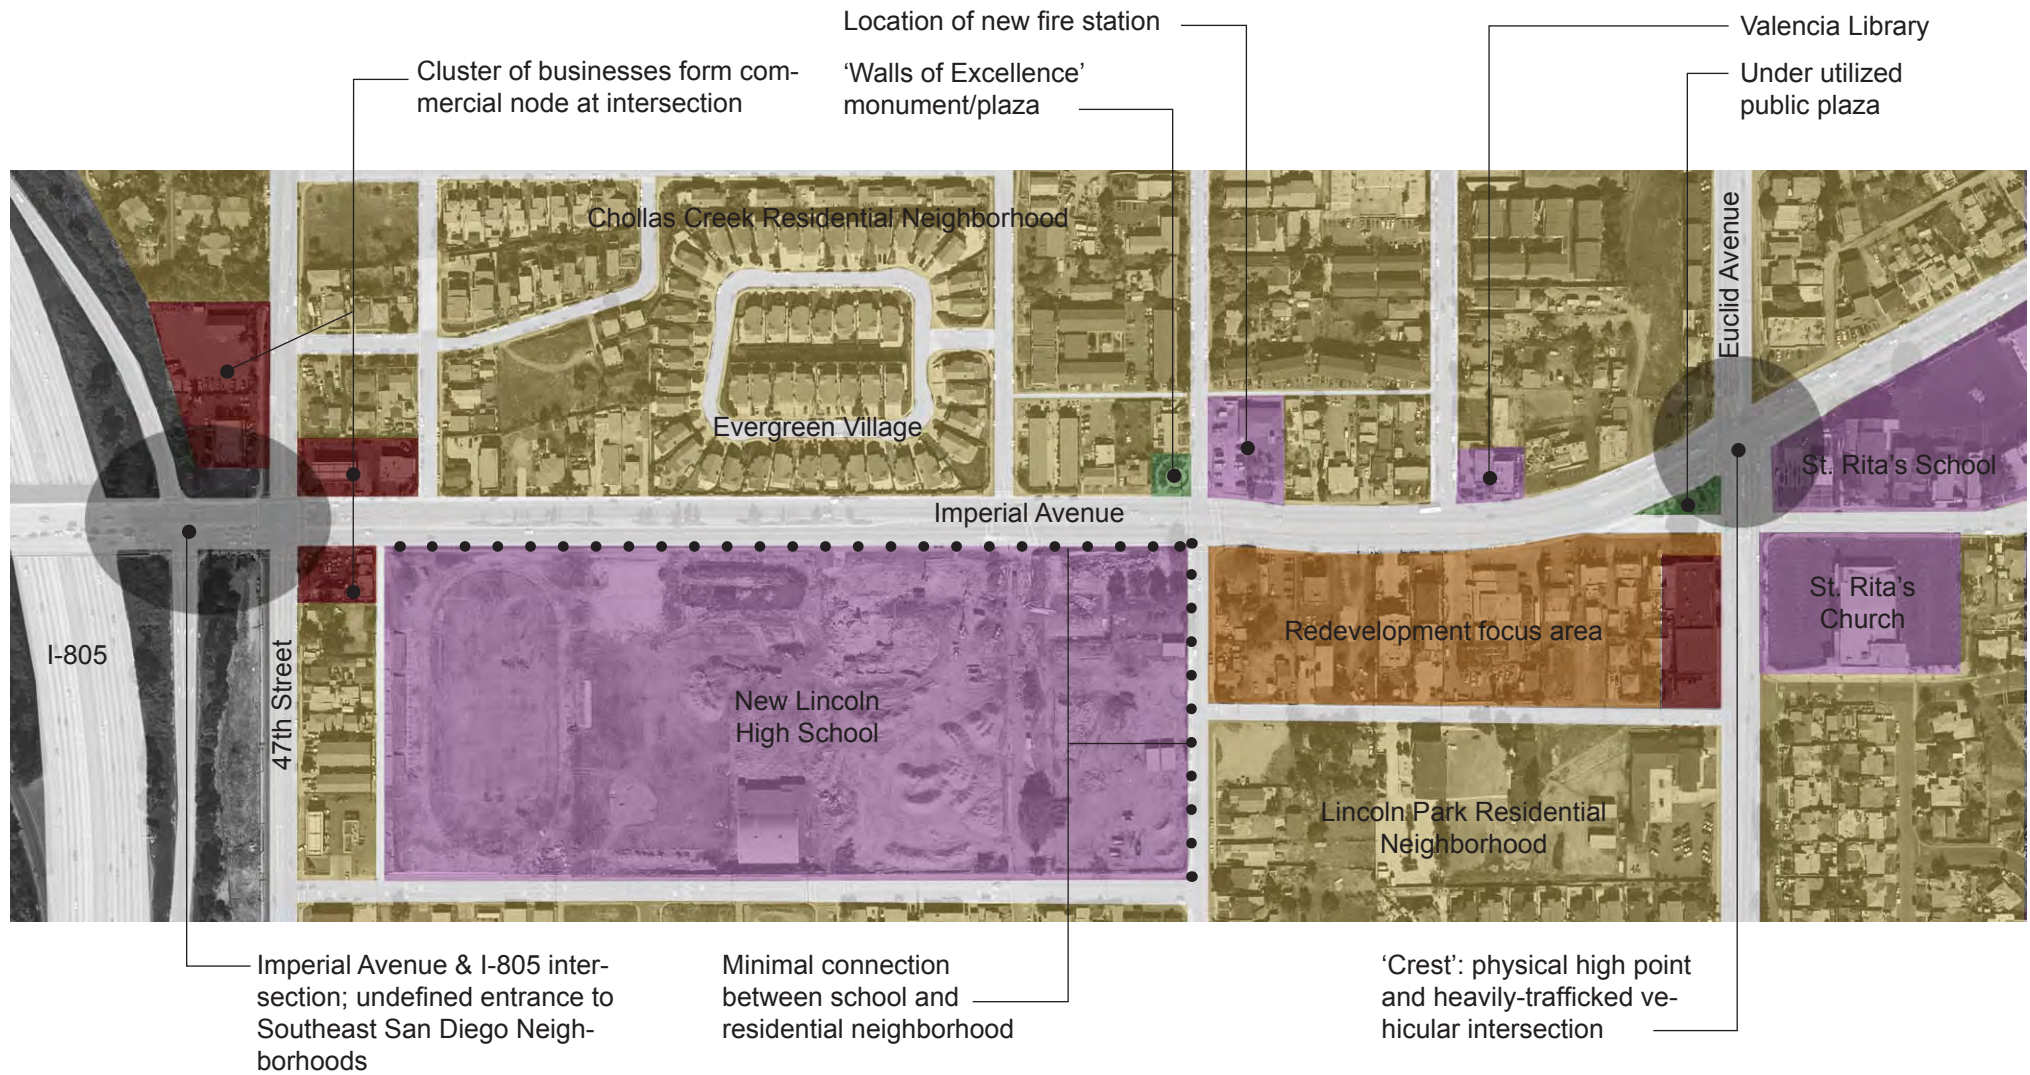 Location of new fire station
Valencia Library
Cluster of businesses form com-
mercial node at intersection
‘Walls of Excellence’
monument/plaza
Under utilized
public plaza
Chollas Creek Residential Neighborhood
Euclid Avenue
Evergreen Village
St. Rita’s School
Imperial Avenue
St. Rita’s
Church
Redevelopment focus area
I-805
47th Street
New Lincoln
High School
Lincoln Park Residential
Neighborhood
Imperial Avenue & I-805 inter-
section; undefined entrance to
Southeast San Diego Neigh-
borhoods
Minimal connection
between school and
residential neighborhood
‘Crest’: physical high point
and heavily-trafficked ve-
hicular intersection